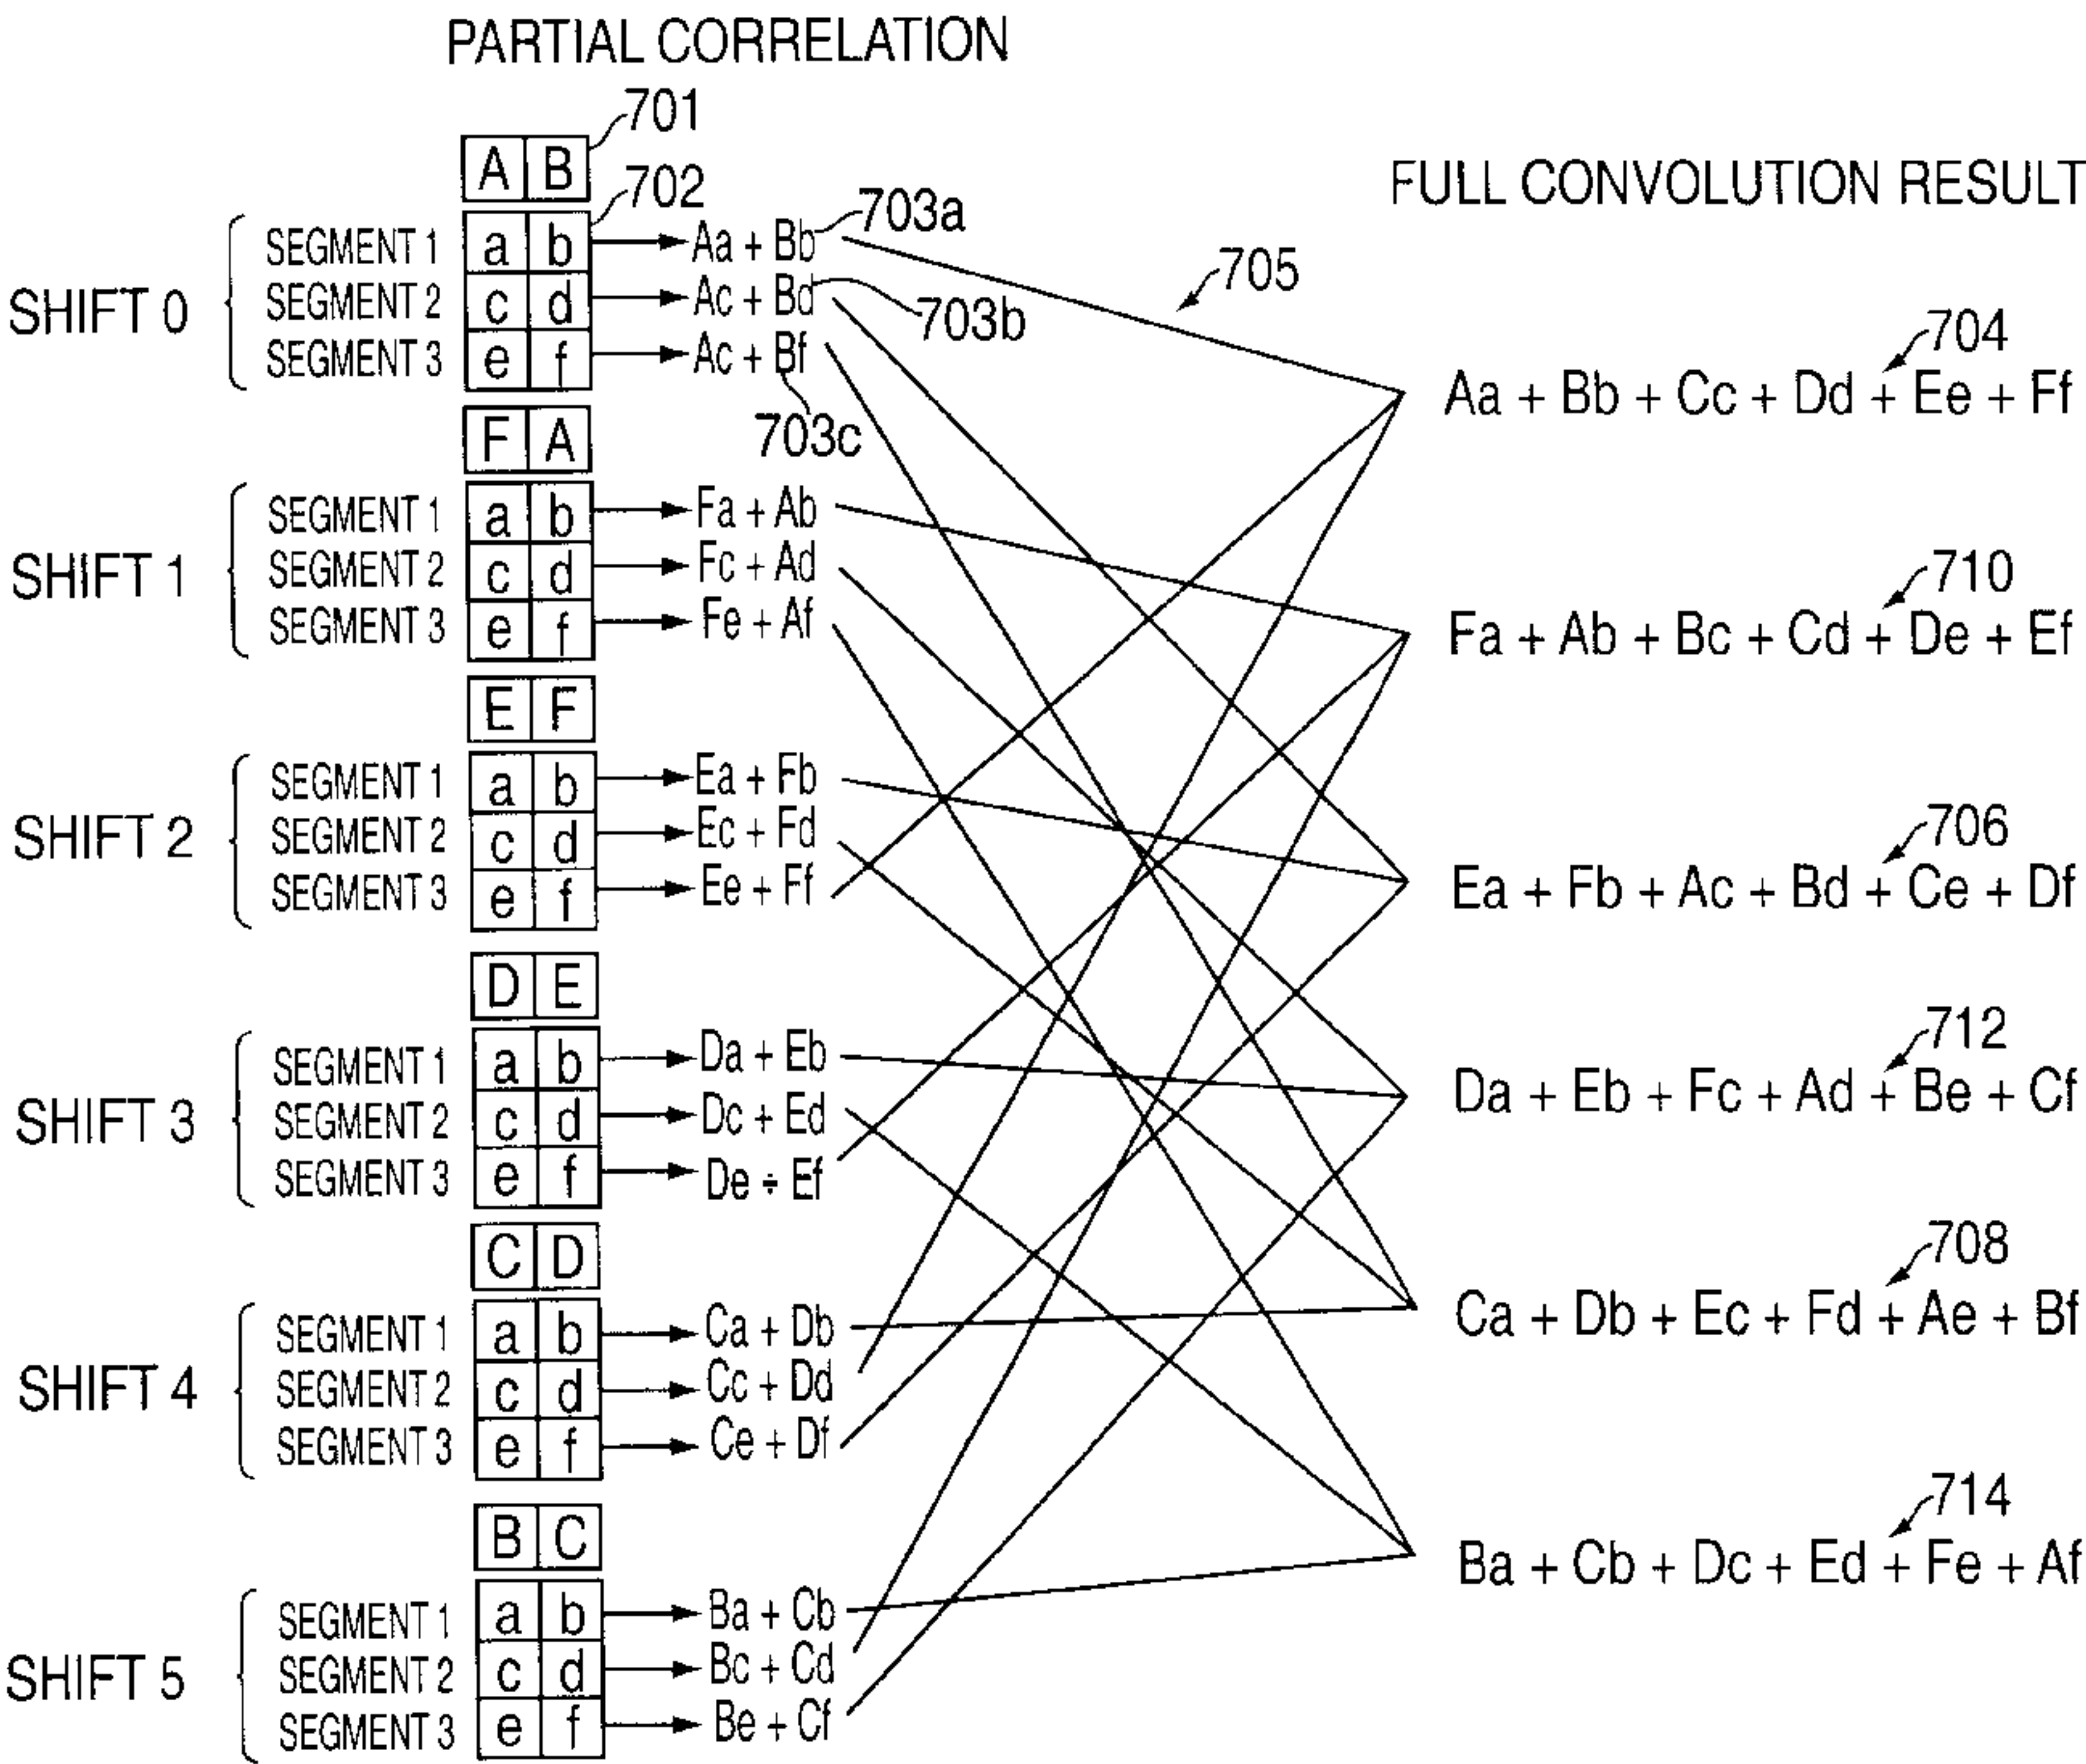 PARTIAL CORRELATION
701
A B
702
FULL CONVOLUTION RESULT
SHIFT 0
SEGMENT 1 a b Aa + Bb 703a
SEGMENT 2 c d Ac + Bd 703b
SEGMENT 3 e f Ac + Bf 703c
705
704
Aa + Bb + Cc + Dd + Ee + Ff
F A
SHIFT 1
SEGMENT 1 a b Fa + Ab
SEGMENT 2 c d Fc + Ad
SEGMENT 3 e f Fe + Af
710
Fa + Ab + Bc + Cd + De + Ef
E F
SHIFT 2
SEGMENT 1 a b Ea + Fb
SEGMENT 2 c d Ec + Fd
SEGMENT 3 e f Ee + Ff
706
Ea + Fb + Ac + Bd + Ce + Df
D E
SHIFT 3
SEGMENT 1 a b Da + Eb
SEGMENT 2 c d Dc + Ed
SEGMENT 3 e f De ÷ Ef
712
Da + Eb + Fc + Ad + Be + Cf
C D
SHIFT 4
SEGMENT 1 a b Ca + Db
SEGMENT 2 c d Cc + Dd
SEGMENT 3 e f Ce + Df
708
Ca + Db + Ec + Fd + Ae + Bf
B C
SHIFT 5
SEGMENT 1 a b Ba + Cb
SEGMENT 2 c d Bc + Cd
SEGMENT 3 e f Be + Cf
714
Ba + Cb + Dc + Ed + Fe + Af